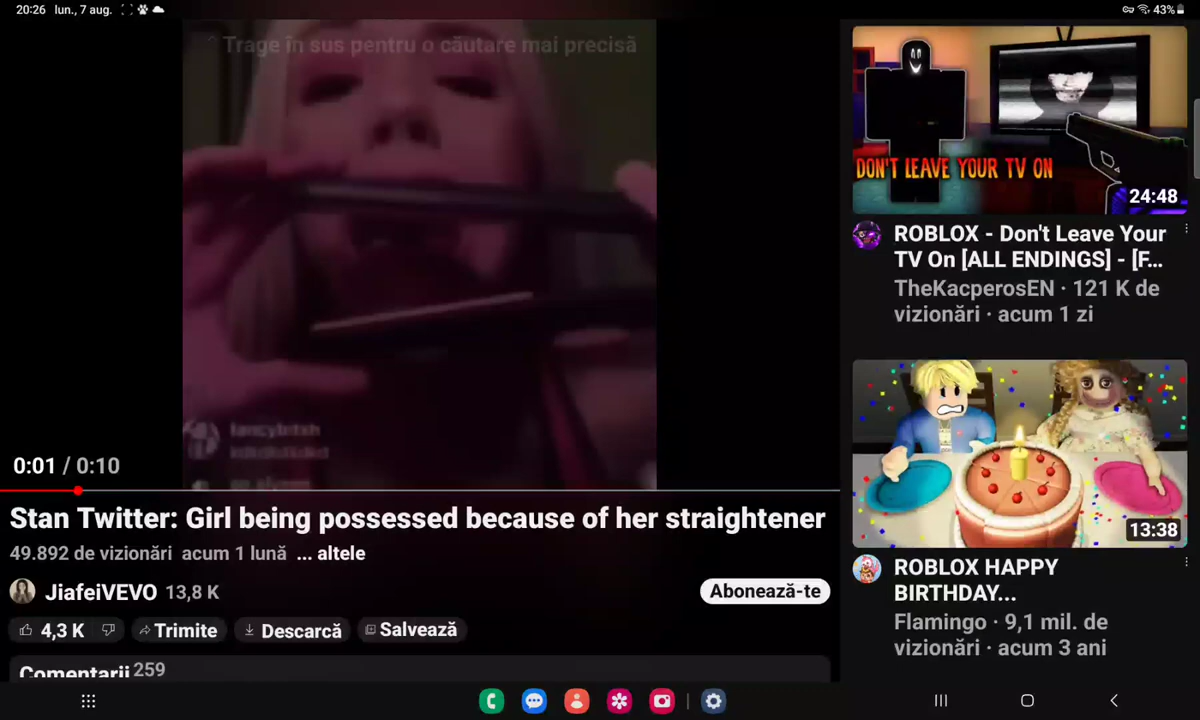 20:26 lun., 7 aug.
43%
Trage în sus pentru o căutare mai precisă
0:01 / 0:10
Stan Twitter: Girl being possessed because of her straightener
49.892 de vizionări acum 1 lună ... altele
JiafeiVEVO 13,8 K
Abonează-te
4,3 K
Trimite
Descarcă
Salvează
Comentarii 259
DON'T LEAVE YOUR TV ON
24:48
ROBLOX - Don't Leave Your
TV On [ALL ENDINGS] - [F...
TheKacperosEN · 121 K de
vizionări · acum 1 zi
13:38
ROBLOX HAPPY
BIRTHDAY...
Flamingo · 9,1 mil. de
vizionări · acum 3 ani